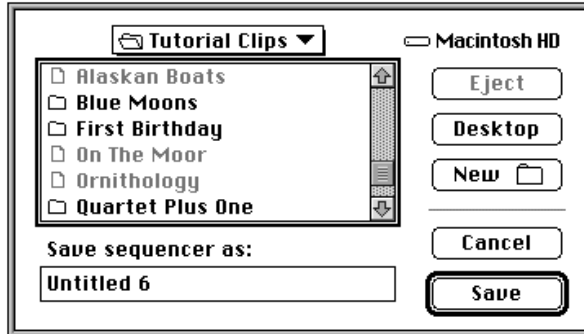 Tutorial Clips
Macintosh HD
Alaskan Boats
Blue Moons
First Birthday
On The Moor
Ornithology
Quartet Plus One
Eject
Desktop
New
Save sequencer as:
Untitled 6
Cancel
Save